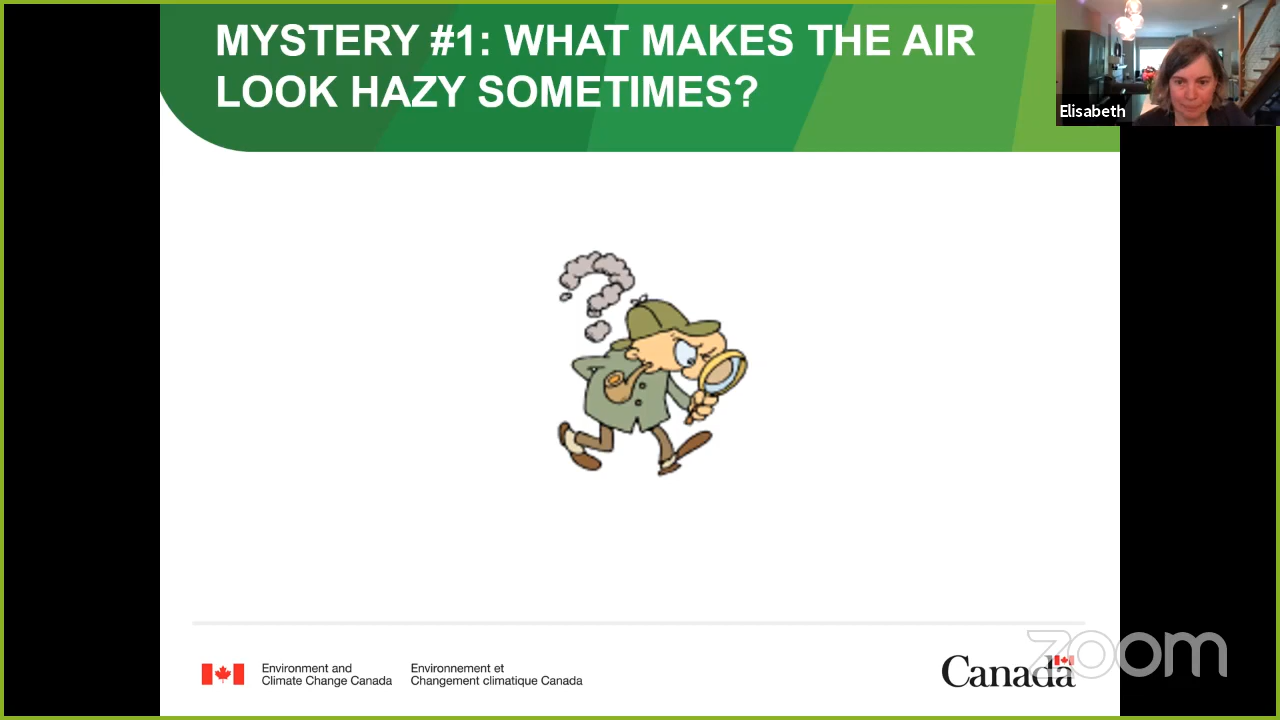 MYSTERY #1: WHAT MAKES THE AIR
LOOK HAZY SOMETIMES?
Elisabeth
Environment and
Climate Change Canada
Environnement et
Changement climatique Canada
Canada
zoom